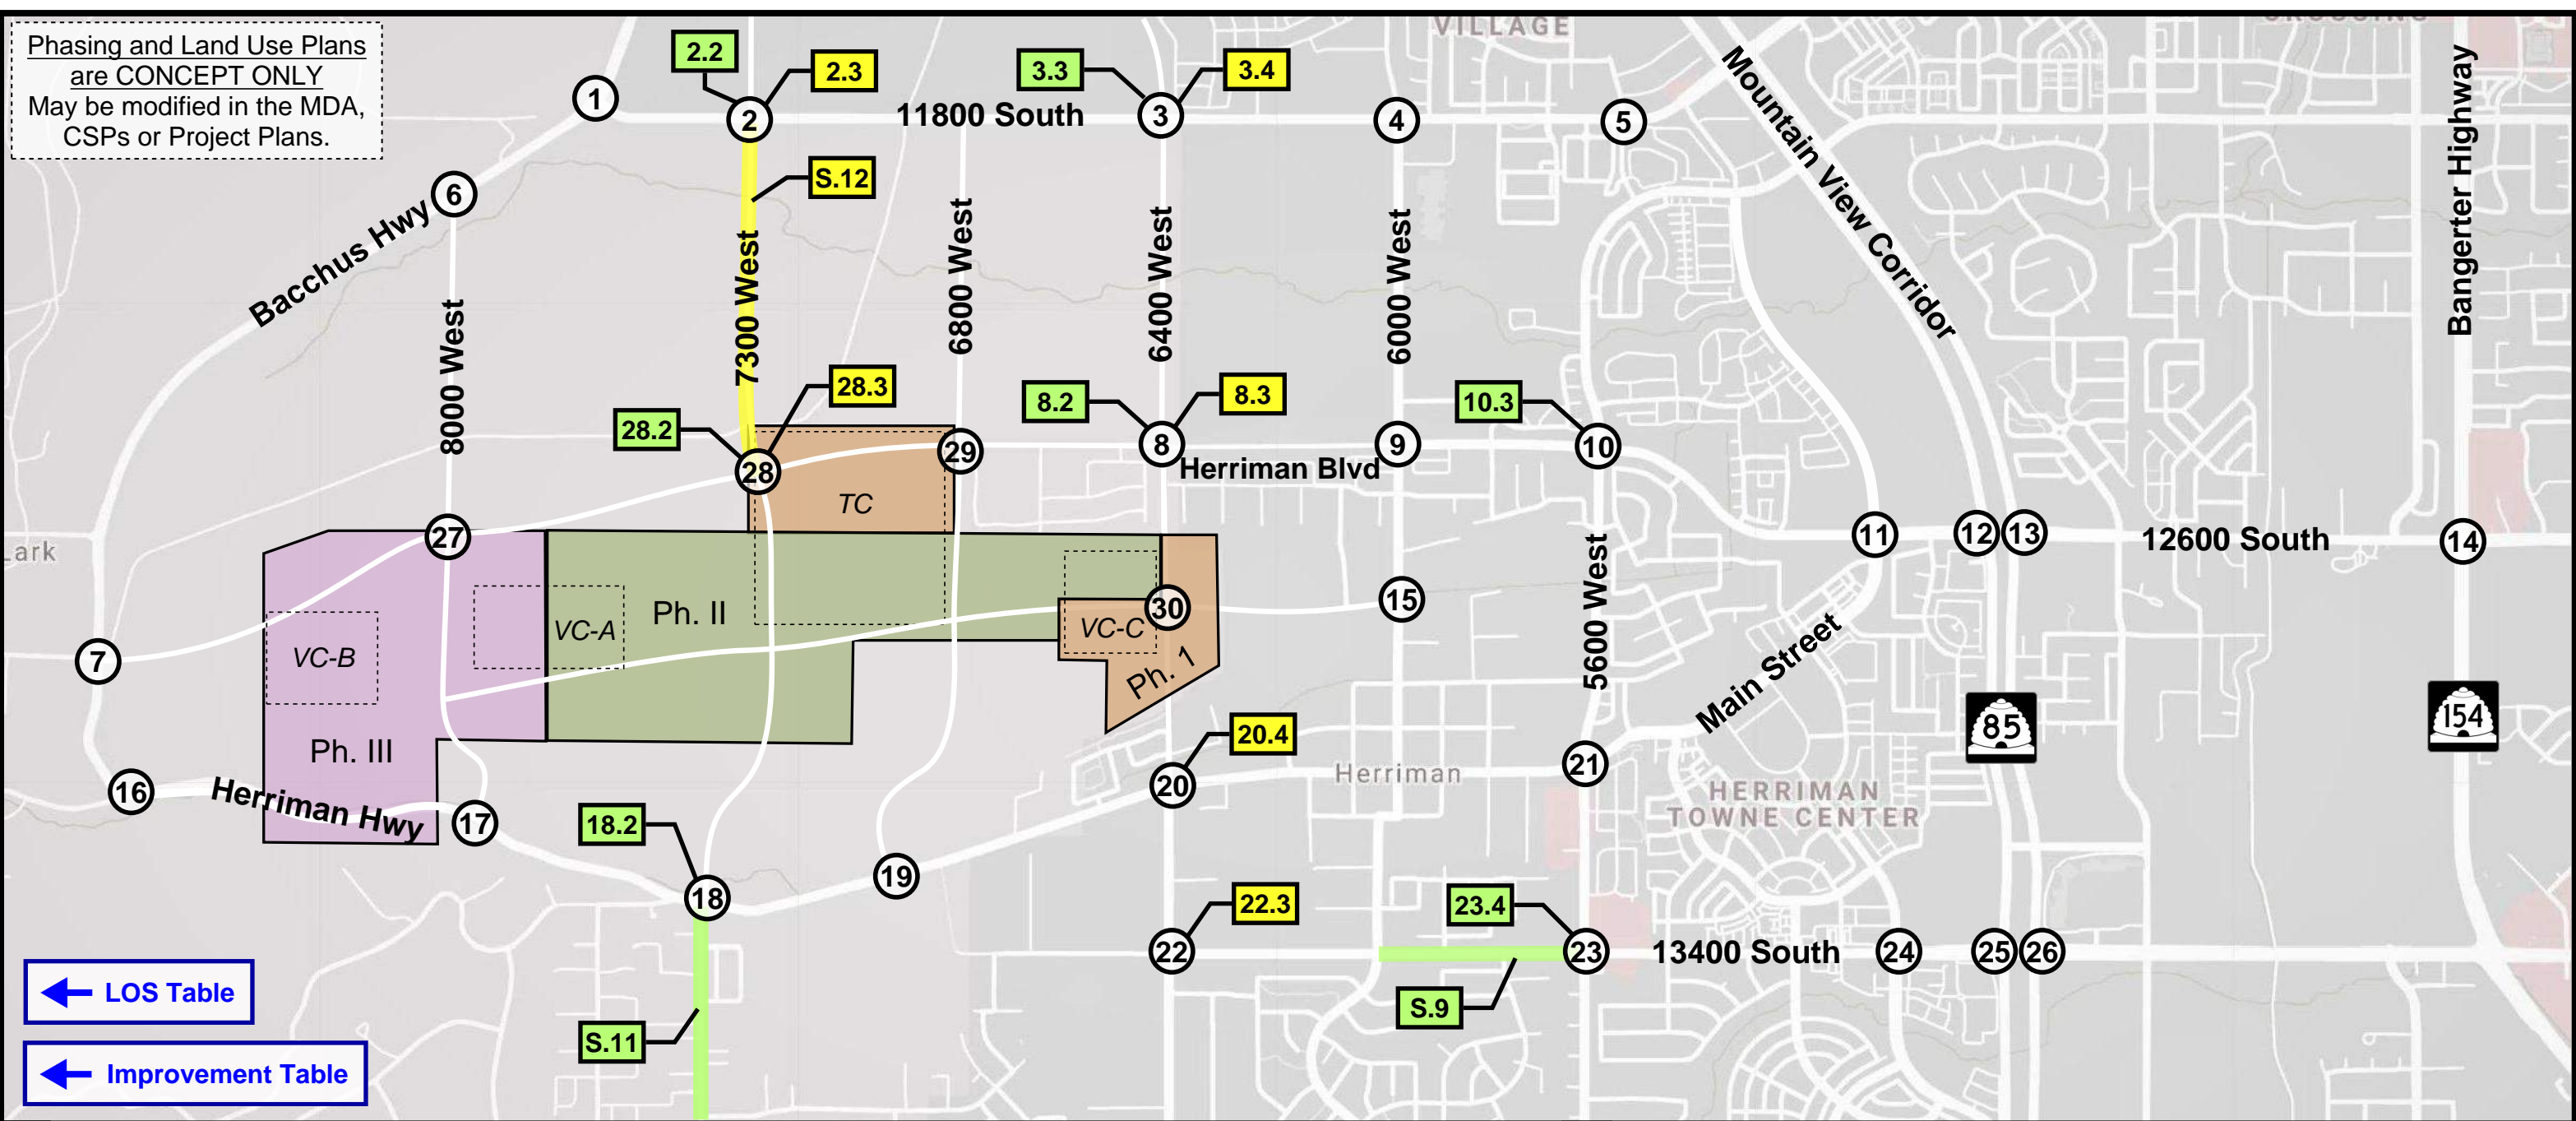 Phasing and Land Use Plans
are CONCEPT ONLY
May be modified in the MDA,
CSPs or Project Plans.
VILLAGE
2.2
2.3
3.3
3.4
1
2
11800 South
3
4
5
Mountain View Corridor
Bangerter Highway
S.12
6
Bacchus Hwy
8000 West
7300 West
6800 West
6400 West
6000 West
28.3
28.2
8.2
8.3
10.3
28
29
8
Herriman Blvd
9
10
TC
27
11
12
13
12600 South
14
Lark
VC-A
Ph. II
30
15
VC-C
Ph. 1
5600 West
Main Street
7
VC-B
Ph. III
85
154
20.4
16
Herriman Hwy
17
20
Herriman
21
HERRIMAN
TOWNE CENTER
18.2
18
19
22.3
23.4
22
23
13400 South
24
25
26
S.9
S.11
LOS Table
Improvement Table